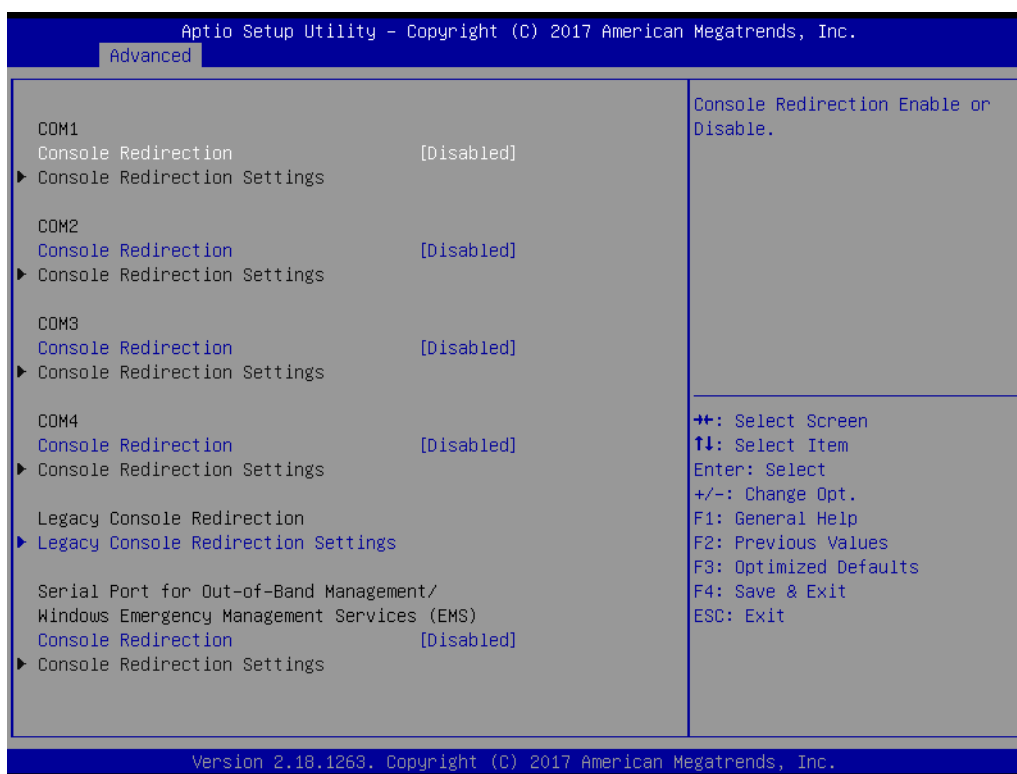 Aptio Setup Utility – Copyright (C) 2017 American Megatrends, Inc.
Advanced
COM1
Console Redirection [Disabled]
▶ Console Redirection Settings
COM2
Console Redirection [Disabled]
▶ Console Redirection Settings
COM3
Console Redirection [Disabled]
▶ Console Redirection Settings
COM4
Console Redirection [Disabled]
▶ Console Redirection Settings
Legacy Console Redirection
▶ Legacy Console Redirection Settings
Serial Port for Out-of-Band Management/
Windows Emergency Management Services (EMS)
Console Redirection [Disabled]
▶ Console Redirection Settings
Console Redirection Enable or
Disable.
→←: Select Screen
↑↓: Select Item
Enter: Select
+/-: Change Opt.
F1: General Help
F2: Previous Values
F3: Optimized Defaults
F4: Save & Exit
ESC: Exit
Version 2.18.1263. Copyright (C) 2017 American Megatrends, Inc.